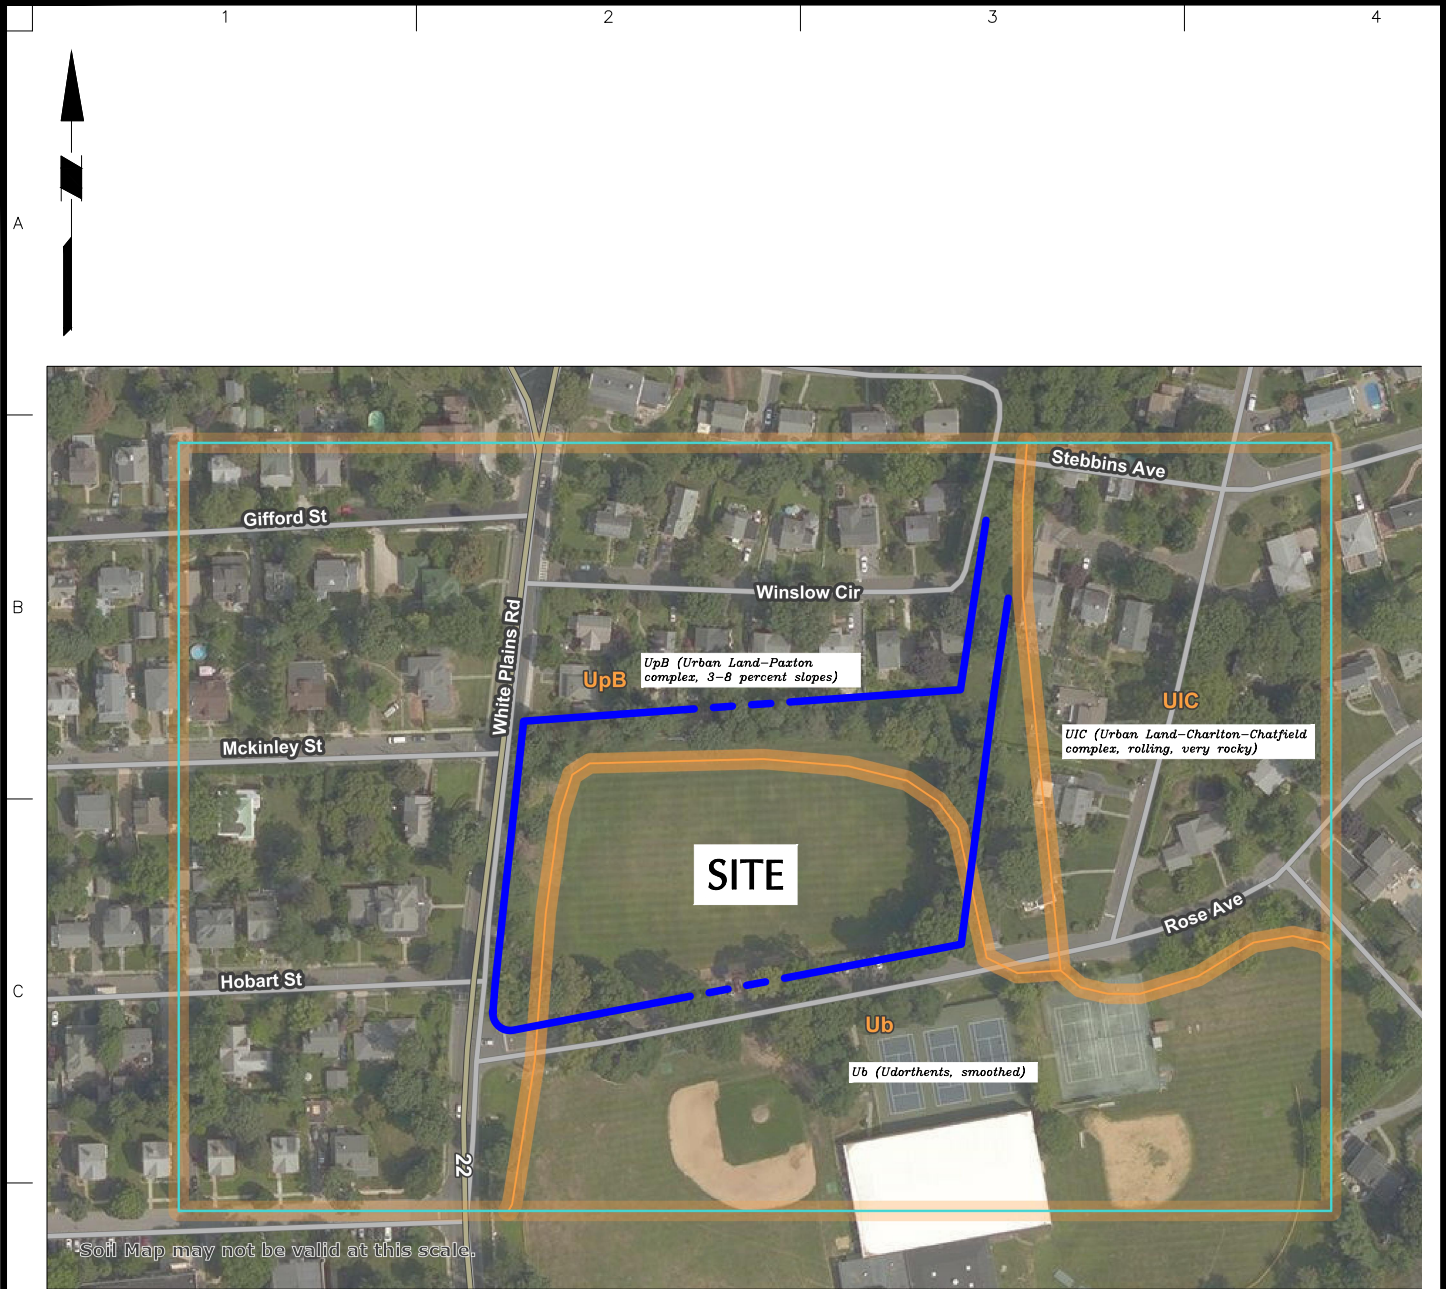 1 2 3 4
A
Stebbins Ave
Gifford St
Winslow Cir
B
White Plains Rd
UpB
UpB (Urban Land-Paxton
complex, 3-8 percent slopes)
UIC
UIC (Urban Land-Charlton-Chatfield
complex, rolling, very rocky)
Mckinley St
SITE
Rose Ave
Hobart St
C
Ub
Ub (Udorthents, smoothed)
22
Soil Map may not be valid at this scale.